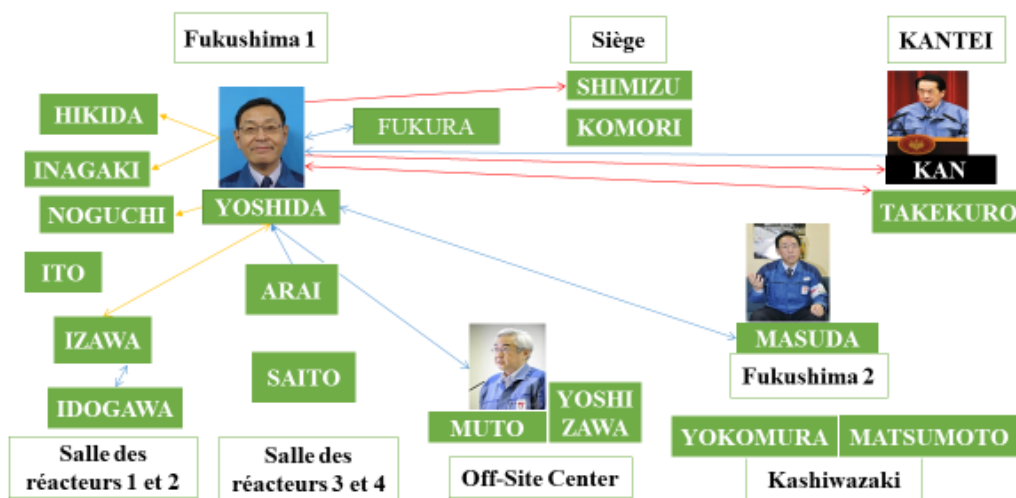 Fukushima 1
Siège
KANTEI
SHIMIZU
HIKIDA
FUKURA
KOMORI
INAGAKI
KAN
NOGUCHI
YOSHIDA
TAKEKURO
ITO
ARAI
IZAWA
MASUDA
SAITO
Fukushima 2
IDOGAWA
MUTO
YOSHI
ZAWA
YOKOMURA
MATSUMOTO
Salle des
réacteurs 1 et 2
Salle des
réacteurs 3 et 4
Off-Site Center
Kashiwazaki